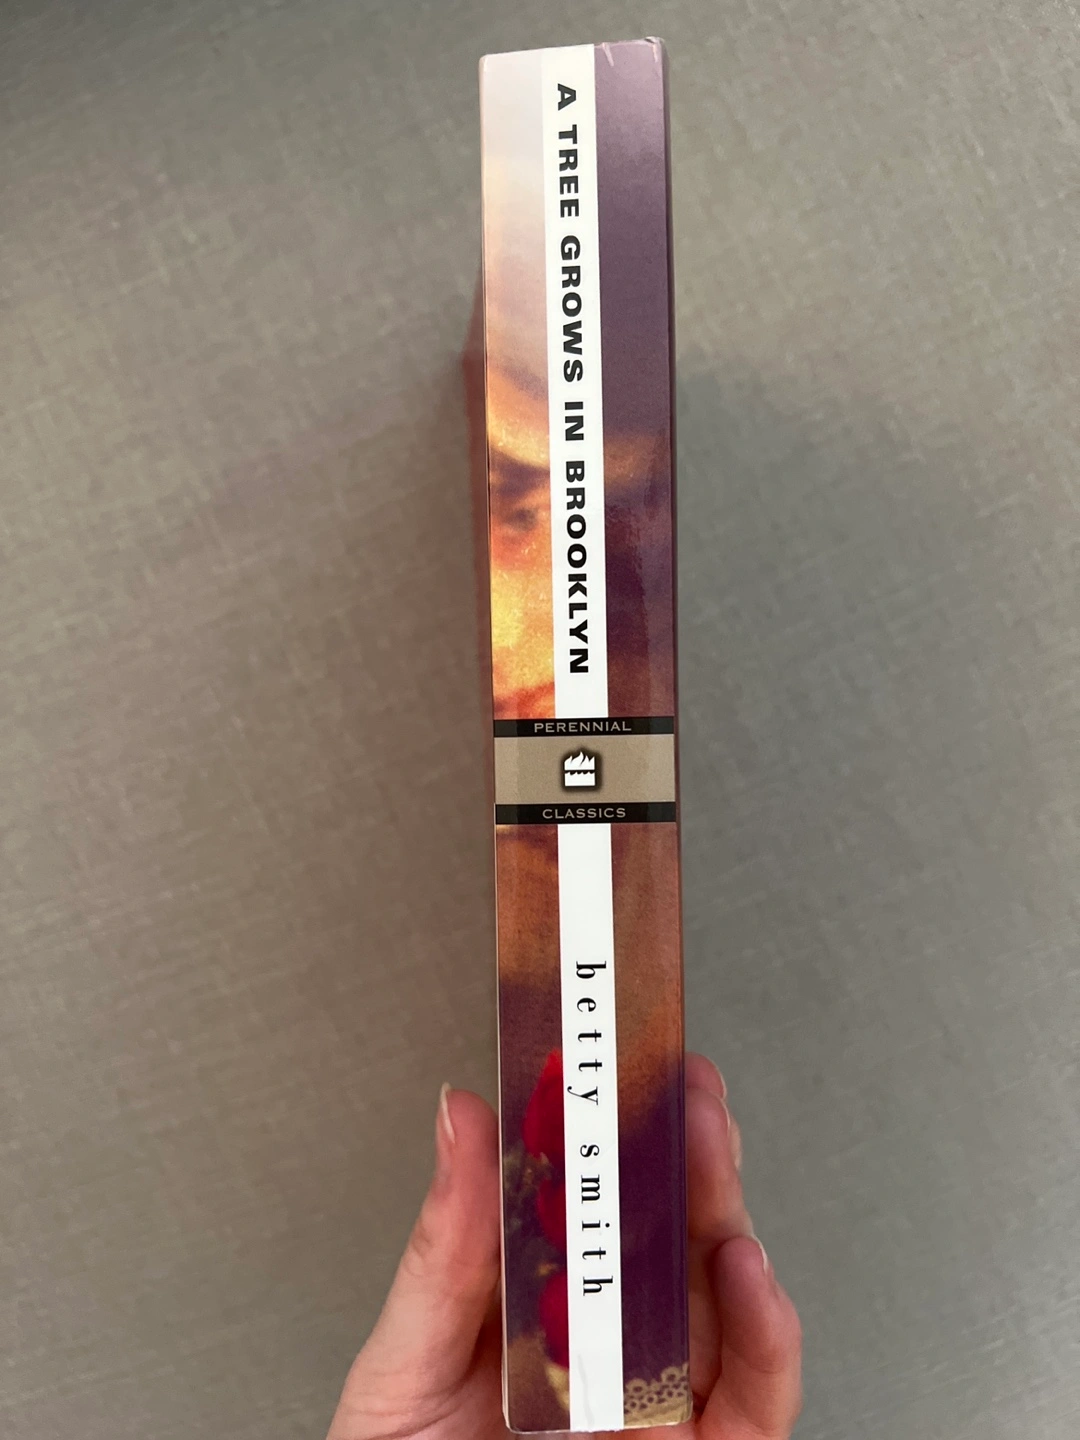 A TREE GROWS IN BROOKLYN
PERENNIAL
CLASSICS
betty smith